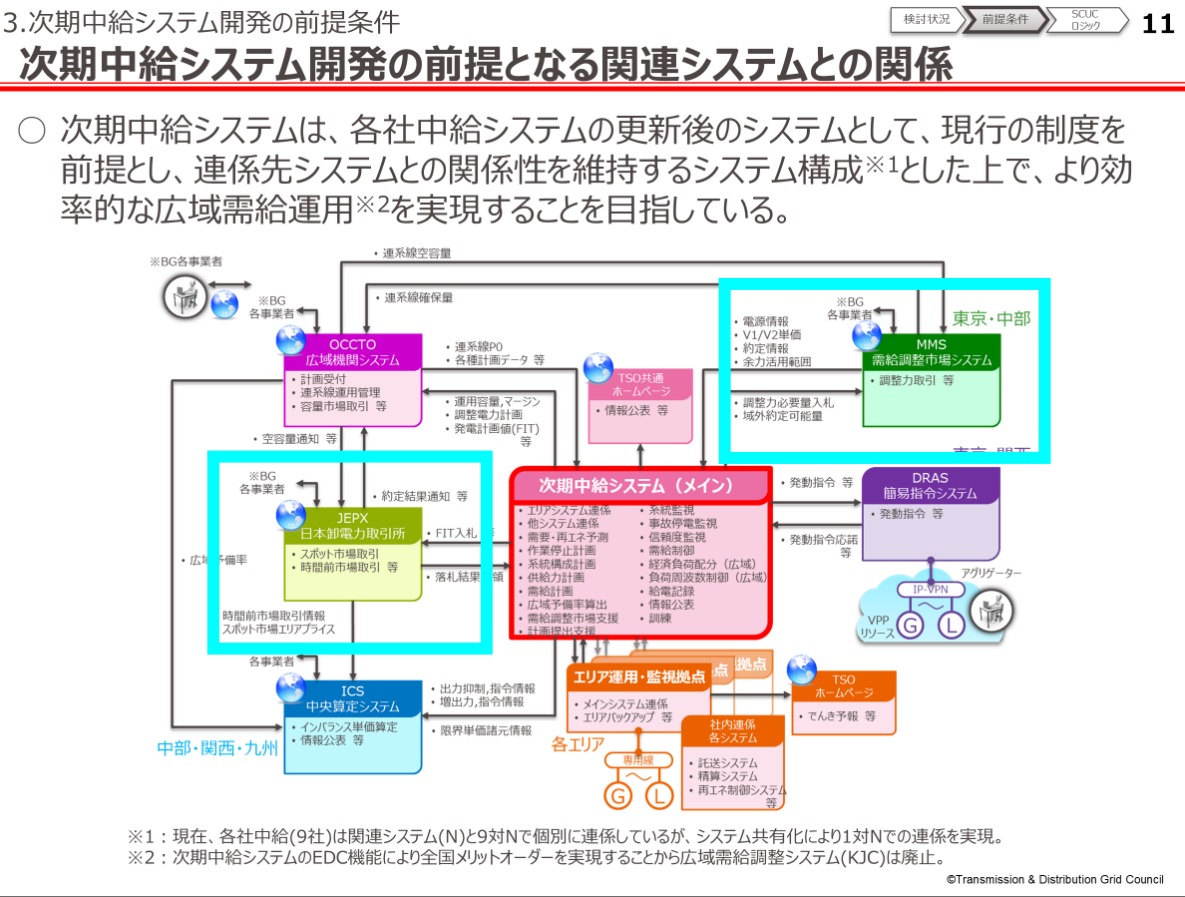 3.次期中給システム開発の前提条件
検討状況
前提条件
SCUC
ロジック
11
次期中給システム開発の前提となる関連システムとの関係
○ 次期中給システムは、各社中給システムの更新後のシステムとして、現行の制度を
前提とし、連係先システムとの関係性を維持するシステム構成※1とした上で、より効
率的な広域需給運用※2を実現することを目指している。
・連系線空容量
※BG各事業者
・連系線確保量
※BG
各事業者
OCCTO
広域機関システム
・計画受付
・連系線運用管理
・容量市場取引 等
・連系線P0
・各種計画データ 等
・運用容量,マージン
・調整電力計画
・発電計画値(FIT)
等
TSO共通
ホームページ
・情報公表 等
・電源情報
・V1/V2単価
・約定情報
・余力活用範囲
※BG
各事業者
東京・中部
MMS
需給調整市場システム
・調整力取引 等
・調整力必要量入札
・域外約定可能量
・空容量通知 等
※BG
各事業者
・約定結果通知 等
JEPX
日本卸電力取引所
・スポット市場取引
・時間前市場取引 等
・FIT入札
・落札結果
・広域予備率
時間前市場取引情報
スポット市場エリアプライス
次期中給システム（メイン）
・エリアシステム連係
・他システム連係
・需要・再エネ予測
・作業停止計画
・系統構成計画
・供給力計画
・需給計画
・広域予備率算出
・需給調整市場支援
・計画提出支援
・系統監視
・事故停電監視
・信頼度監視
・需給制御
・経済負荷配分（広域）
・負荷周波数制御（広域）
・給電記録
・情報公表
・訓練
・発動指令 等
・発動指令応諾
等
DRAS
簡易指令システム
・発動指令 等
アグリゲーター
IP-VPN
VPP
リソース
G
L
各事業者
ICS
中央算定システム
・インバランス単価算定
・情報公表 等
中部・関西・九州
・出力抑制,指令情報
・増出力,指令情報
・限界単価諸元情報
エリア運用・監視拠点
点
拠点
・メインシステム連係
・エリアバックアップ 等
各エリア
専用線
G
L
社内連係
各システム
・託送システム
・精算システム
・再エネ制御システム
等
TSO
ホームページ
・でんき予報 等
※1：現在、各社中給(9社)は関連システム(N)と9対Nで個別に連係しているが、システム共有化により1対Nでの連係を実現。
※2：次期中給システムのEDC機能により全国メリットオーダーを実現することから広域需給調整システム(KJC)は廃止。
©Transmission & Distribution Grid Council